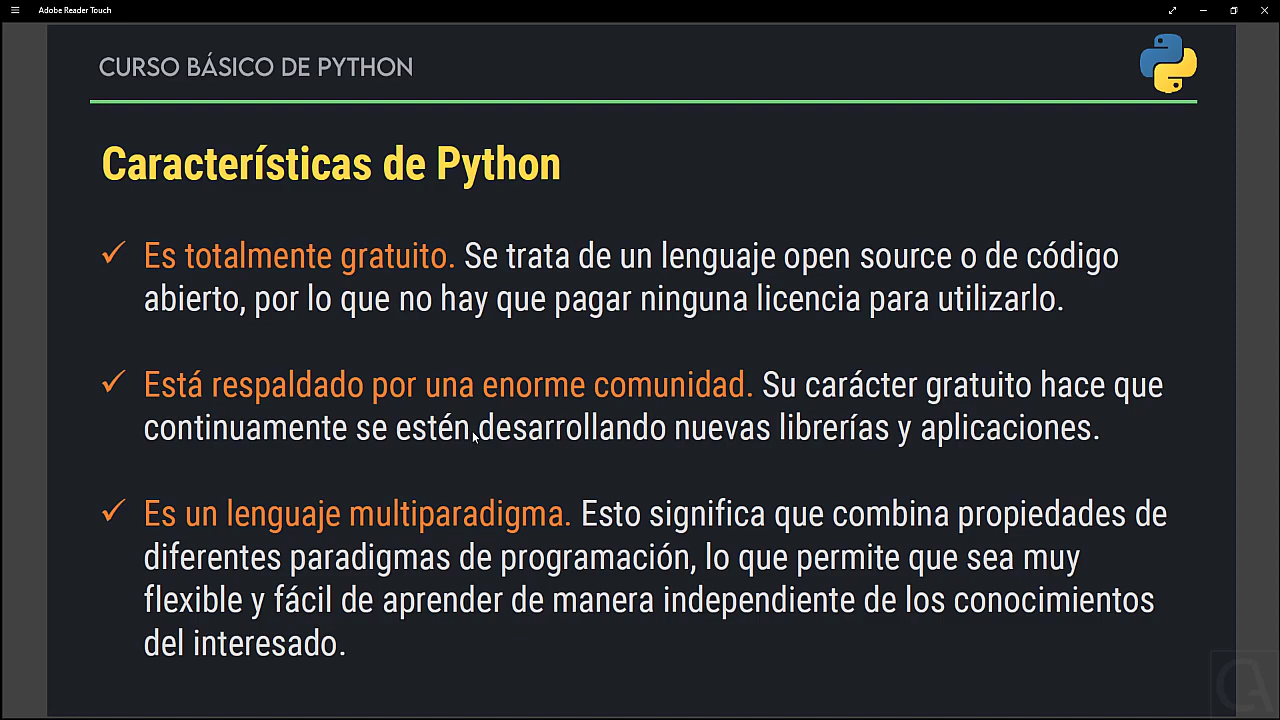 Adobe Reader Touch
CURSO BÁSICO DE PYTHON
Características de Python
✓ Es totalmente gratuito. Se trata de un lenguaje open source o de código
abierto, por lo que no hay que pagar ninguna licencia para utilizarlo.
✓ Está respaldado por una enorme comunidad. Su carácter gratuito hace que
continuamente se estén desarrollando nuevas librerías y aplicaciones.
✓ Es un lenguaje multiparadigma. Esto significa que combina propiedades de
diferentes paradigmas de programación, lo que permite que sea muy
flexible y fácil de aprender de manera independiente de los conocimientos
del interesado.